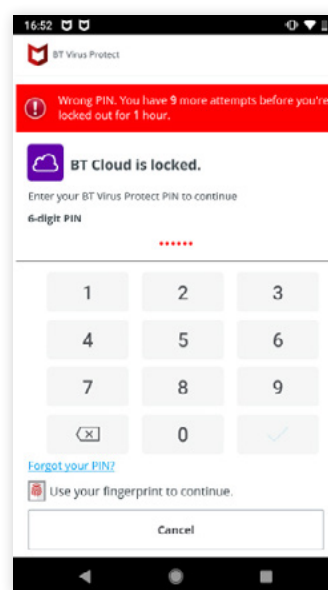 16:52
BT Virus Protect
Wrong PIN. You have 9 more attempts before you're
locked out for 1 hour.
BT Cloud is locked.
Enter your BT Virus Protect PIN to continue
6-digit PIN
••••••
1 2 3
4 5 6
7 8 9
0
Forgot your PIN?
Use your fingerprint to continue.
Cancel